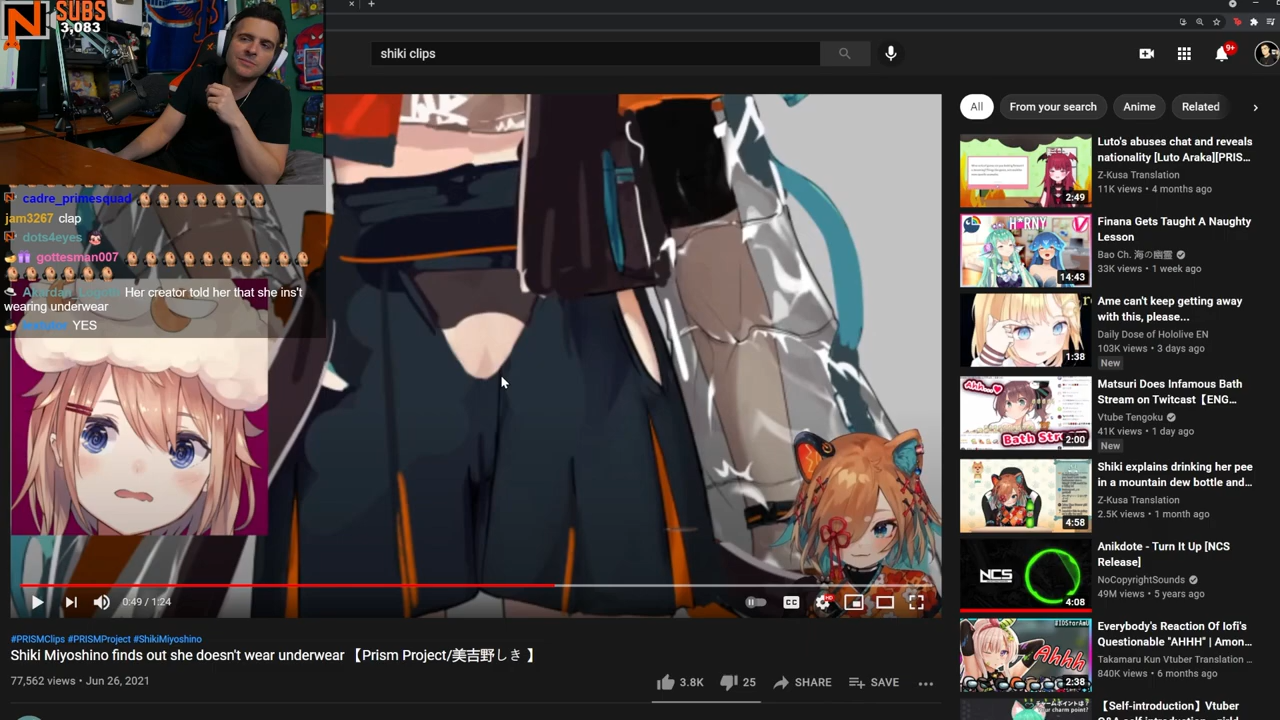 SUBS
3,083
shiki clips
9+
cadre_primesquad
jam3267 clap
dots4eyes
gottesman007
Her creator told her that she ins't
wearing underwear
YES
0:49 / 1:24
CC
HD
#PRISMClips #PRISMProject #ShikiMiyoshino
Shiki Miyoshino finds out she doesn't wear underwear 【Prism Project/美吉野しき 】
77,562 views • Jun 26, 2021
3.8K
25
SHARE
SAVE
All
From your search
Anime
Related
Luto's abuses chat and reveals
nationality [Luto Araka][PRIS...
Z-Kusa Translation
11K views • 4 months ago
2:49
H*RNY
Finana Gets Taught A Naughty
Lesson
Bao Ch. 海の幽霊
33K views • 1 week ago
14:43
Ame can't keep getting away
with this, please...
Daily Dose of Hololive EN
103K views • 3 days ago
New
1:38
Ahh...
Bath Str
Matsuri Does Infamous Bath
Stream on Twitcast【ENG...
Vtube Tengoku
41K views • 1 day ago
New
2:00
Shiki explains drinking her pee
in a mountain dew bottle and...
Z-Kusa Translation
2.5K views • 1 month ago
4:58
NCS
Anikdote - Turn It Up [NCS
Release]
NoCopyrightSounds
49M views • 5 years ago
4:08
Ahhh
Everybody's Reaction Of Iofi's
Questionable "AHHH" | Amon...
Takamaru Kun Vtuber Translation ...
840K views • 6 months ago
2:38
【Self-introduction】Vtuber